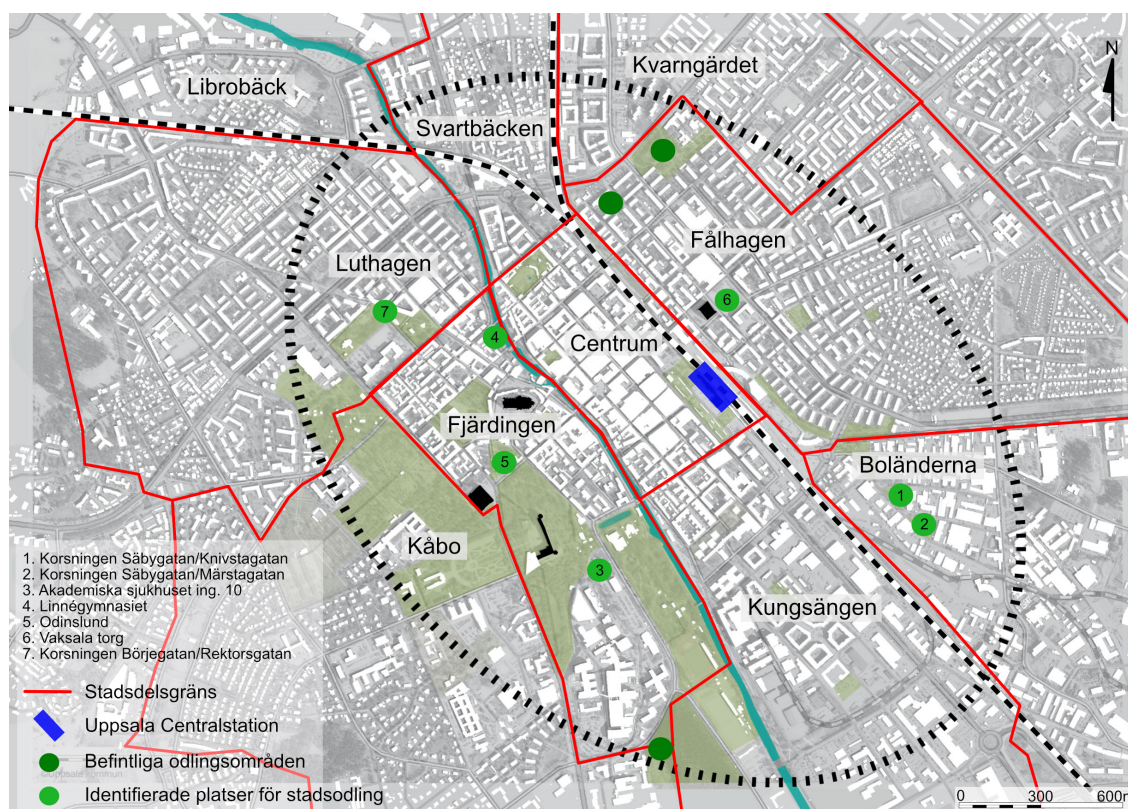 Kvarngärdet
N
Librobäck
Svartbäcken
Fålhagen
Luthagen
6
7
4
Centrum
Fjärdingen
5
Boländerna
1
2
Kåbo
3
Kungsängen
1. Korsningen Säbygatan/Knivstagatan
2. Korsningen Säbygatan/Märstagatan
3. Akademiska sjukhuset ing. 10
4. Linnégymnasiet
5. Odinslund
6. Vaksala torg
7. Korsningen Börjegatan/Rektorsgatan
Stadsdelsgräns
Uppsala Centralstation
Befintliga odlingsområden
Identifierade platser för stadsodling
0 300 600m